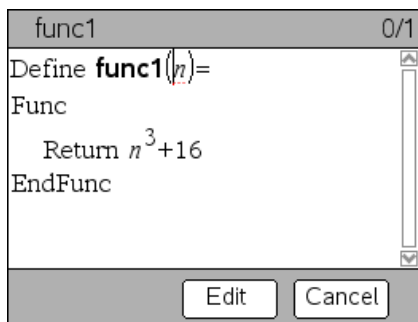 func1 0/1
Define func1(n)=
Func
Return n³+16
EndFunc
Edit Cancel